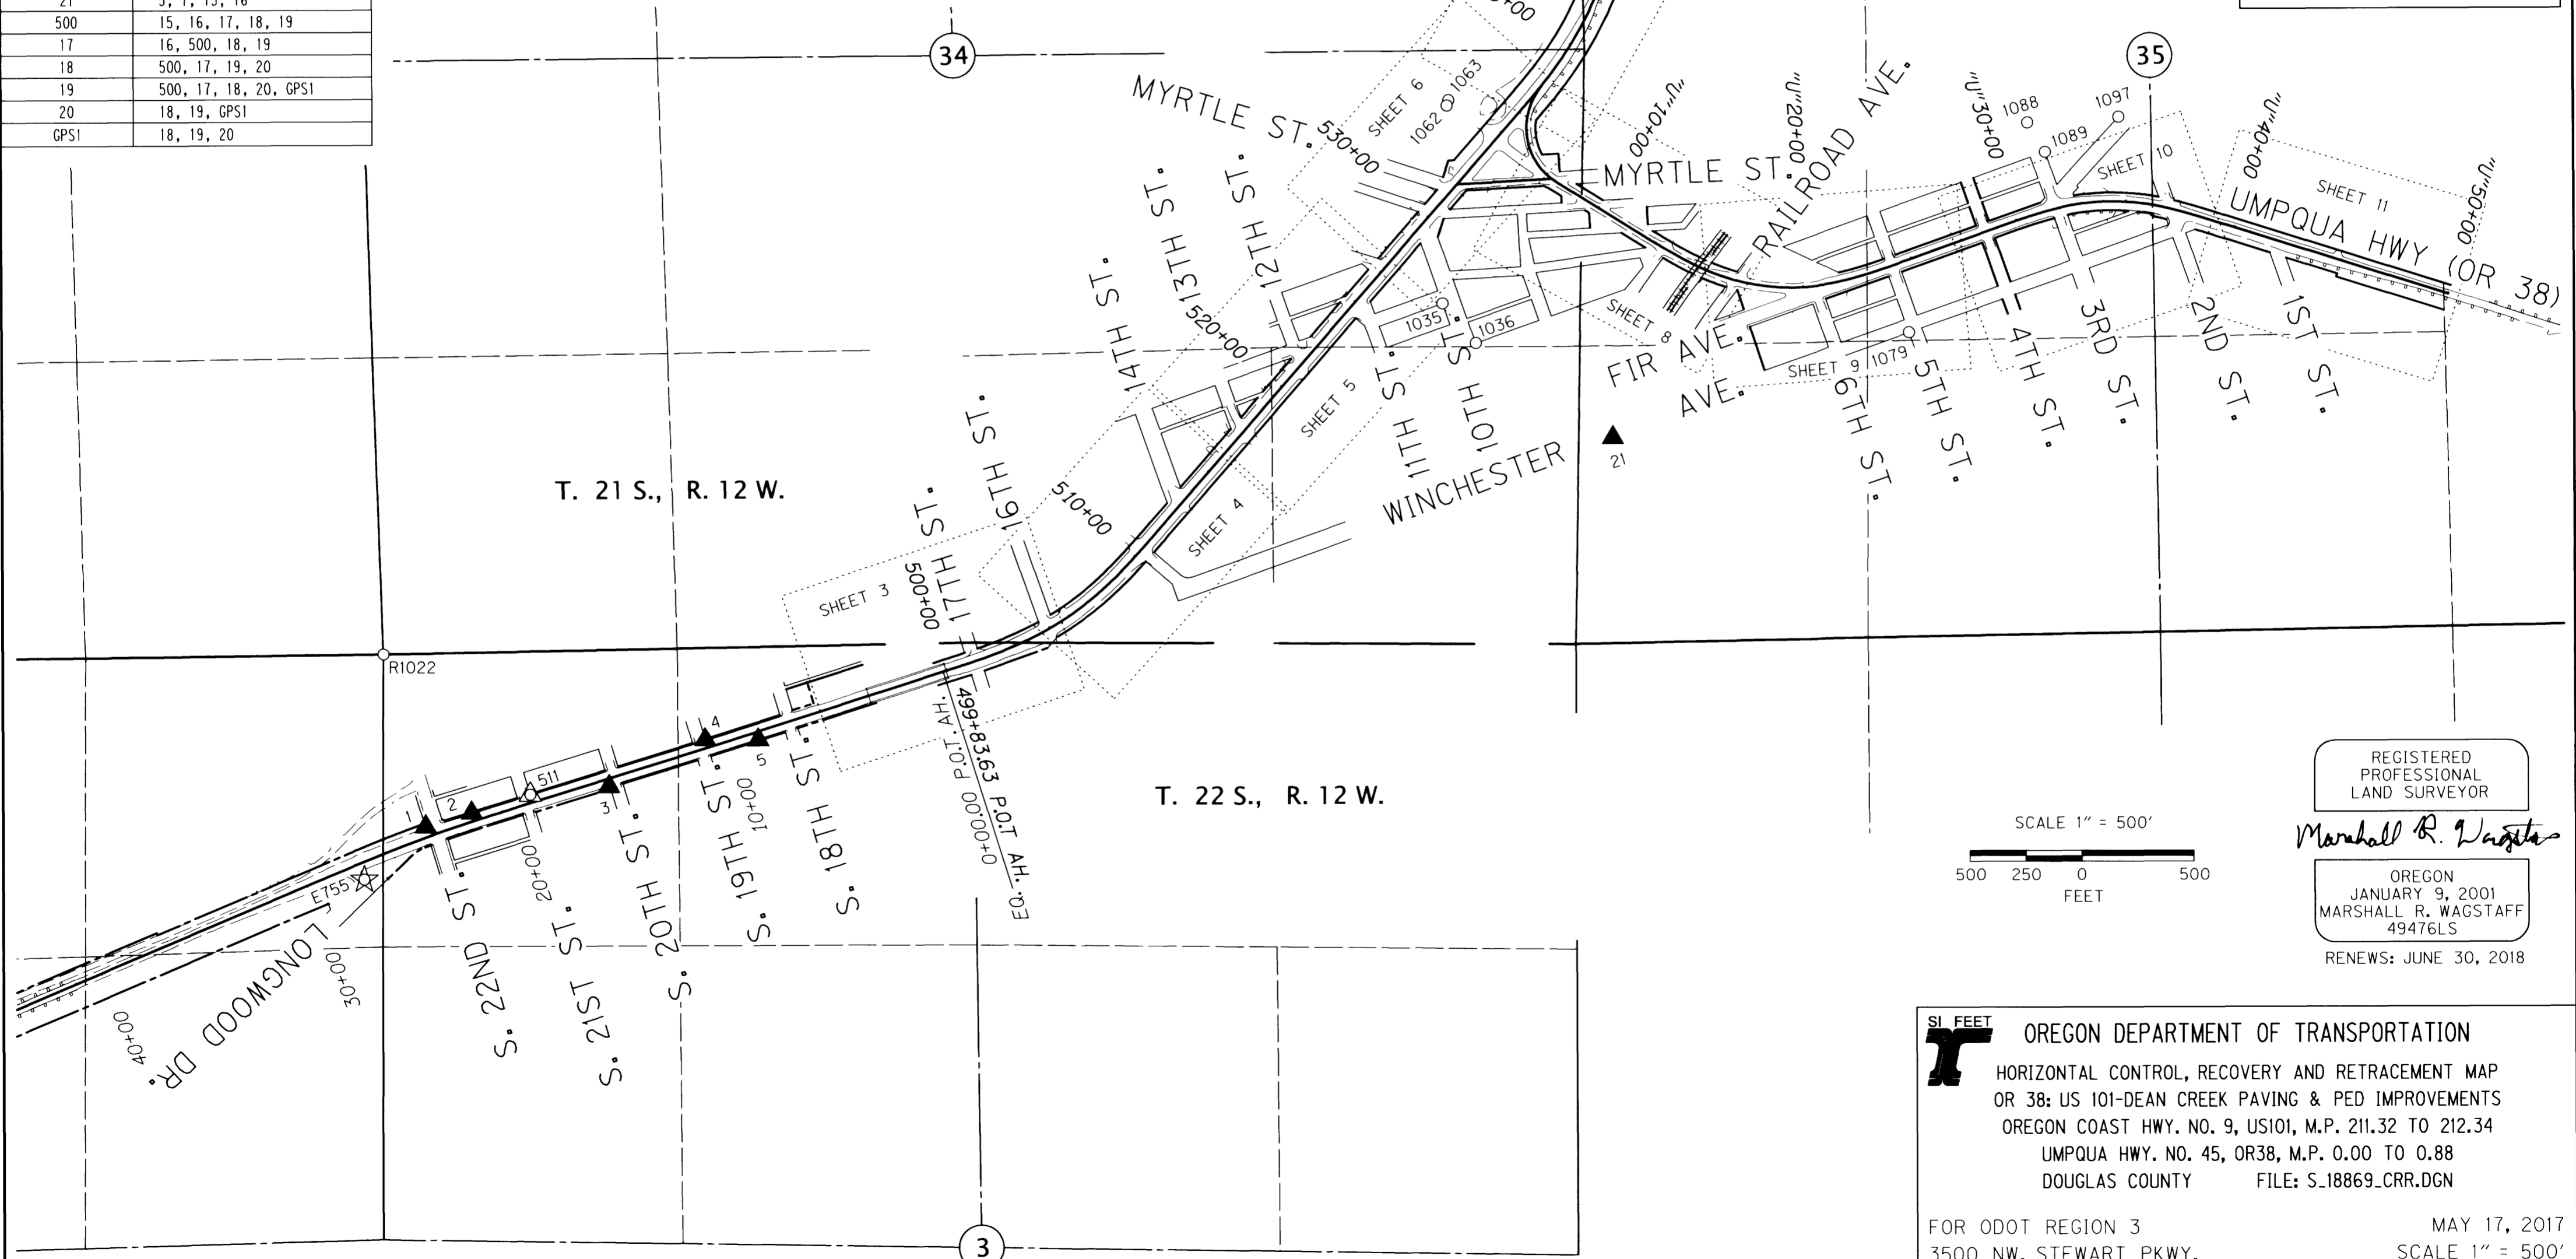 500 15, 16, 17, 18, 19
17 16, 500, 18, 19
18 500, 17, 19, 20
19 500, 17, 18, 20, GPS1
20 18, 19, GPS1
GPS1 18, 19, 20
34
35
MYRTLE ST.
530+00
SHEET 6
1062
1063
"U"10+00
"U"20+00
RAILROAD AVE.
"U"30+00
1088
1097
1089
SHEET 10
"U"40+00
SHEET 11
"U"50+00
MYRTLE ST.
UMPQUA HWY (OR 38)
14TH ST.
13TH ST.
12TH ST.
520+00
1035
1036
SHEET 8
FIR AVE.
AVE.
SHEET 9
1079
6TH ST.
5TH ST.
4TH ST.
3RD ST.
2ND ST.
1ST ST.
SHEET 5
11TH ST.
10TH ST.
WINCHESTER
21
T. 21 S., R. 12 W.
17TH ST.
16TH ST.
510+00
SHEET 4
SHEET 3
500+00
R1022
499+83.63 P.O.T AH. EQ.
0+00.00 P.O.T. AH.
4
5
511
3
2
1
E755
10+00
20+00
30+00
40+00
S. 18TH ST.
S. 19TH ST.
S. 20TH ST.
S. 21ST ST.
S. 22ND ST.
LONGWOOD DR.
T. 22 S., R. 12 W.
3
SCALE 1" = 500'
500 250 0 500
FEET
REGISTERED
PROFESSIONAL
LAND SURVEYOR
Marshall R. Wagstaff
OREGON
JANUARY 9, 2001
MARSHALL R. WAGSTAFF
49476LS
RENEWS: JUNE 30, 2018
SI FEET
OREGON DEPARTMENT OF TRANSPORTATION
HORIZONTAL CONTROL, RECOVERY AND RETRACEMENT MAP
OR 38: US 101-DEAN CREEK PAVING & PED IMPROVEMENTS
OREGON COAST HWY. NO. 9, US101, M.P. 211.32 TO 212.34
UMPQUA HWY. NO. 45, OR38, M.P. 0.00 TO 0.88
DOUGLAS COUNTY FILE: S_18869_CRR.DGN
FOR ODOT REGION 3 MAY 17, 2017
3500 NW. STEWART PKWY. SCALE 1" = 500'